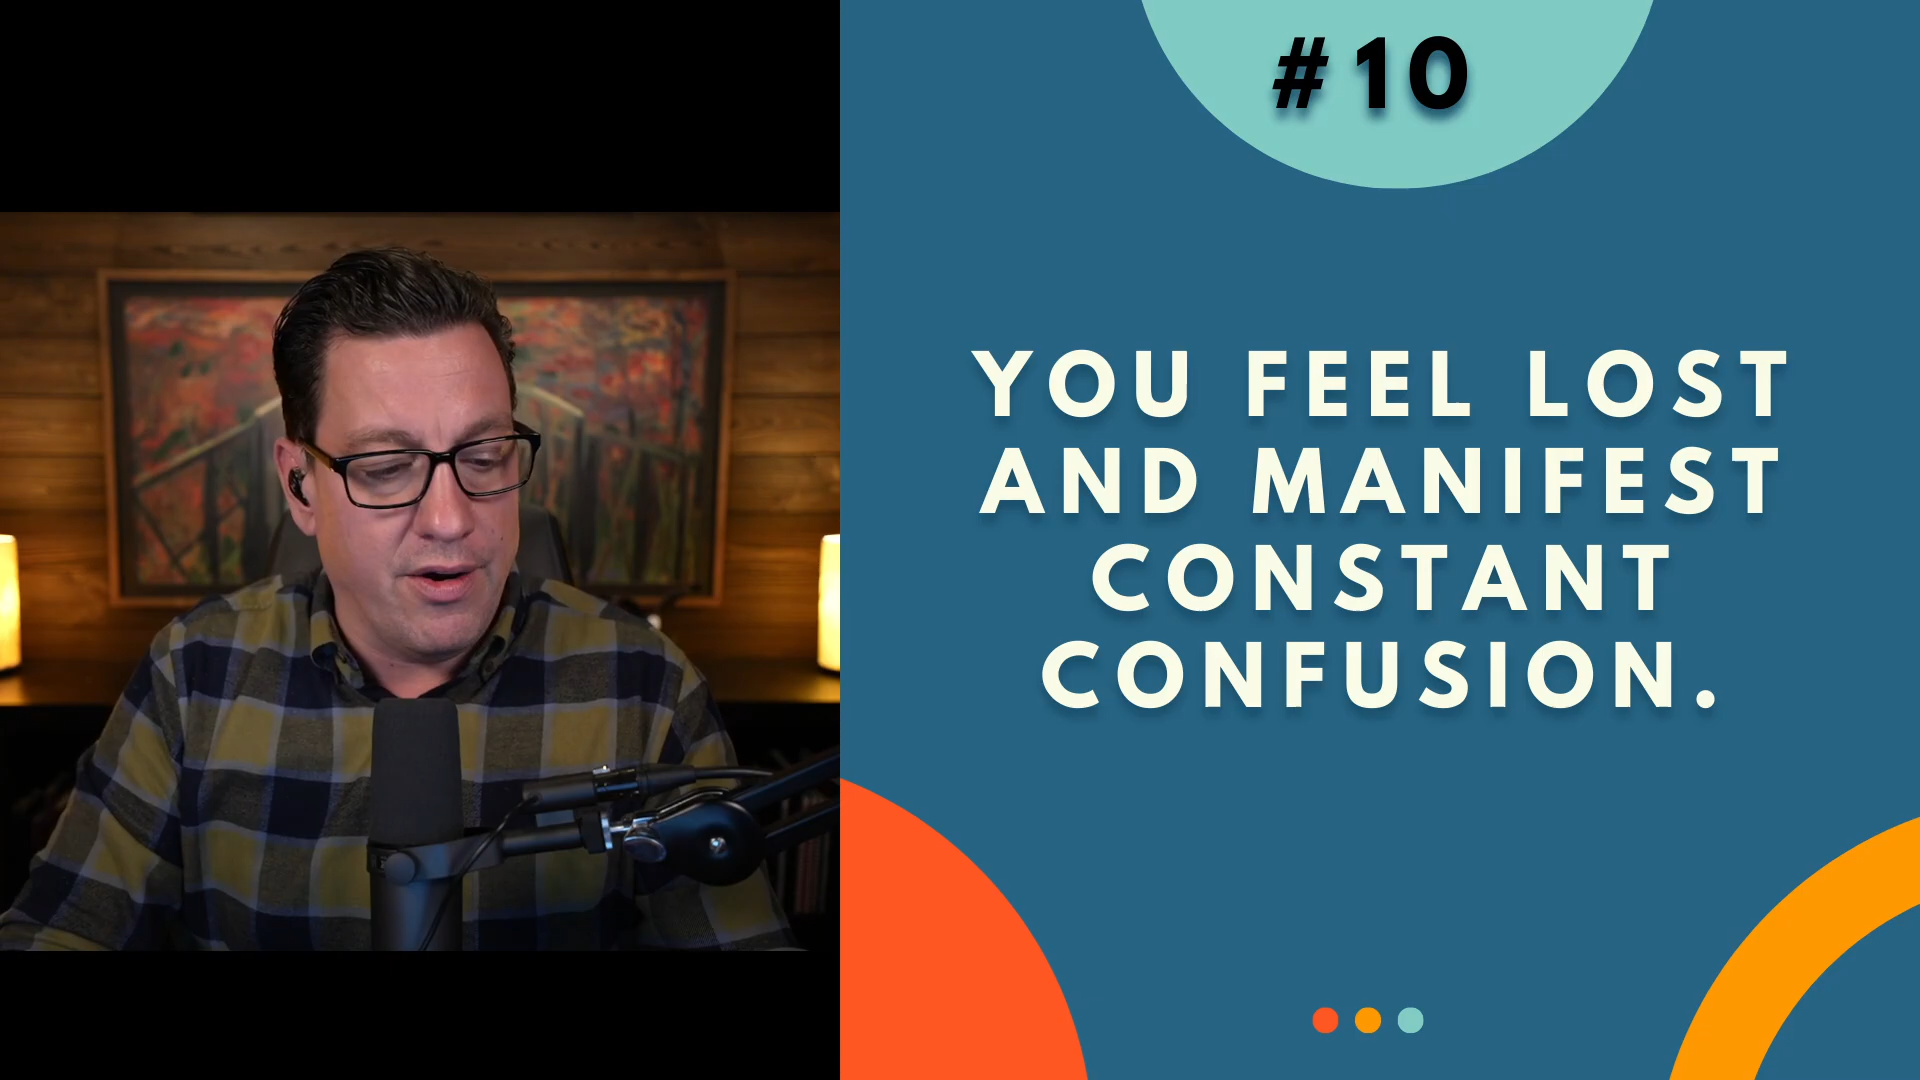 #10
YOU FEEL LOST
AND MANIFEST
CONSTANT
CONFUSION.